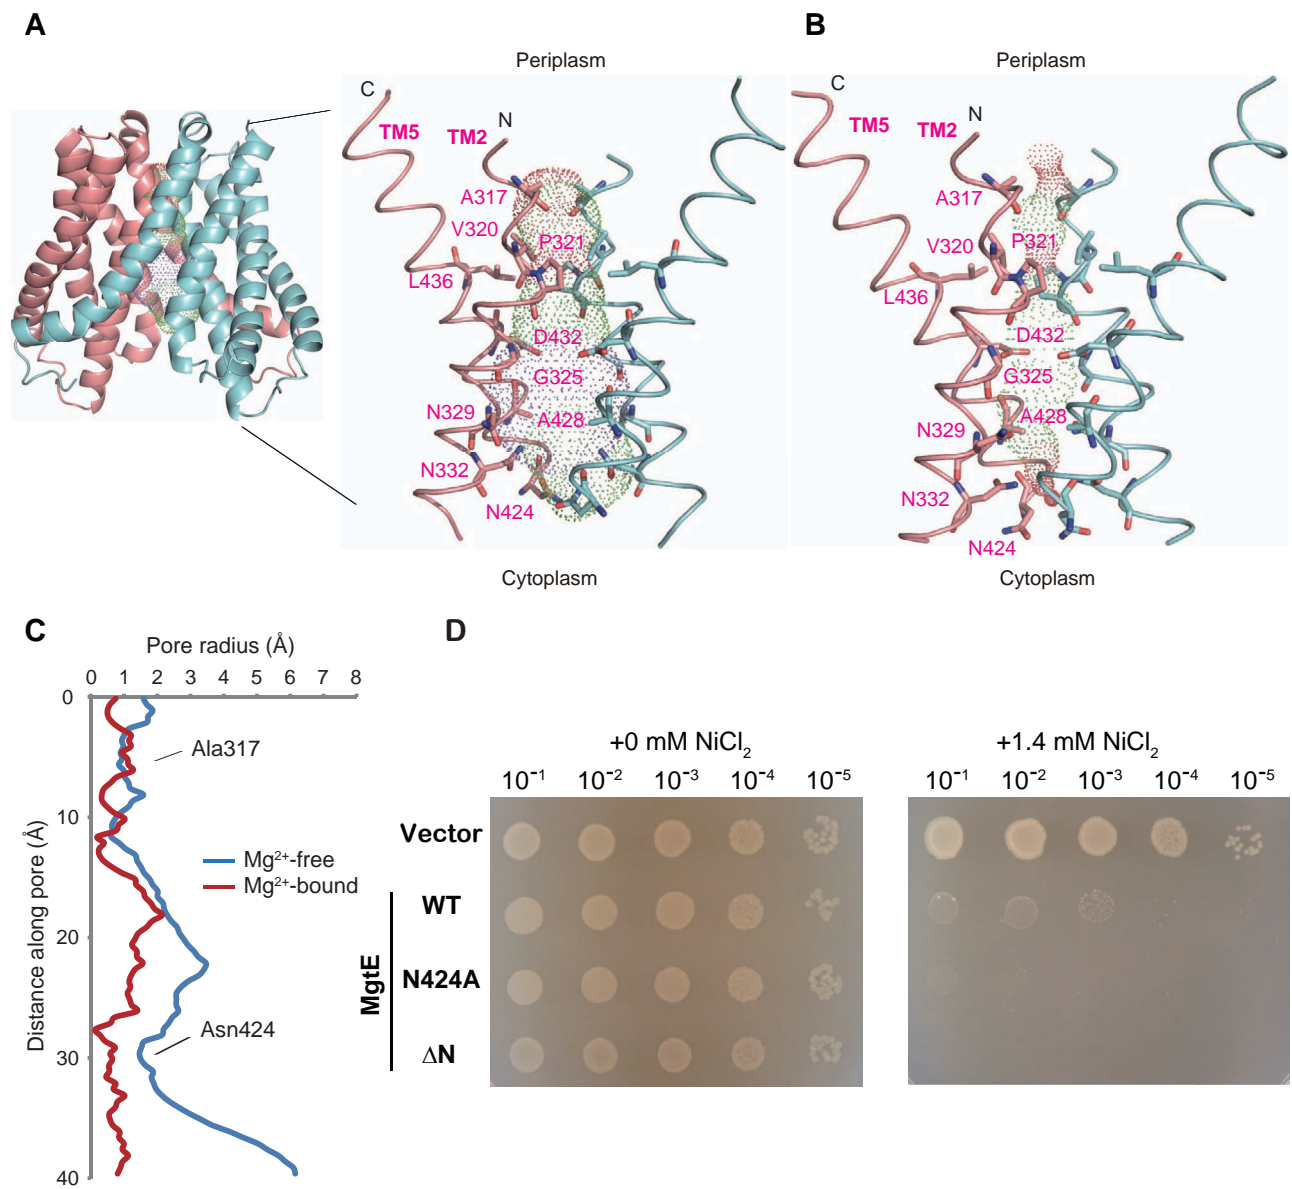 A
B
Periplasm
Periplasm
C
TM5
TM2
N
A317
V320
P321
L436
D432
G325
N329
A428
N332
N424
Cytoplasm
C
TM5
TM2
N
A317
V320
P321
L436
D432
G325
N329
A428
N332
N424
Cytoplasm
C
Pore radius (Å)
0 1 2 3 4 5 6 7 8
0
10
20
30
40
Distance along pore (Å)
Ala317
Mg²⁺-free
Mg²⁺-bound
Asn424
D
+0 mM NiCl₂
+1.4 mM NiCl₂
10⁻¹ 10⁻² 10⁻³ 10⁻⁴ 10⁻⁵
10⁻¹ 10⁻² 10⁻³ 10⁻⁴ 10⁻⁵
Vector
WT
N424A
ΔN
MgtE